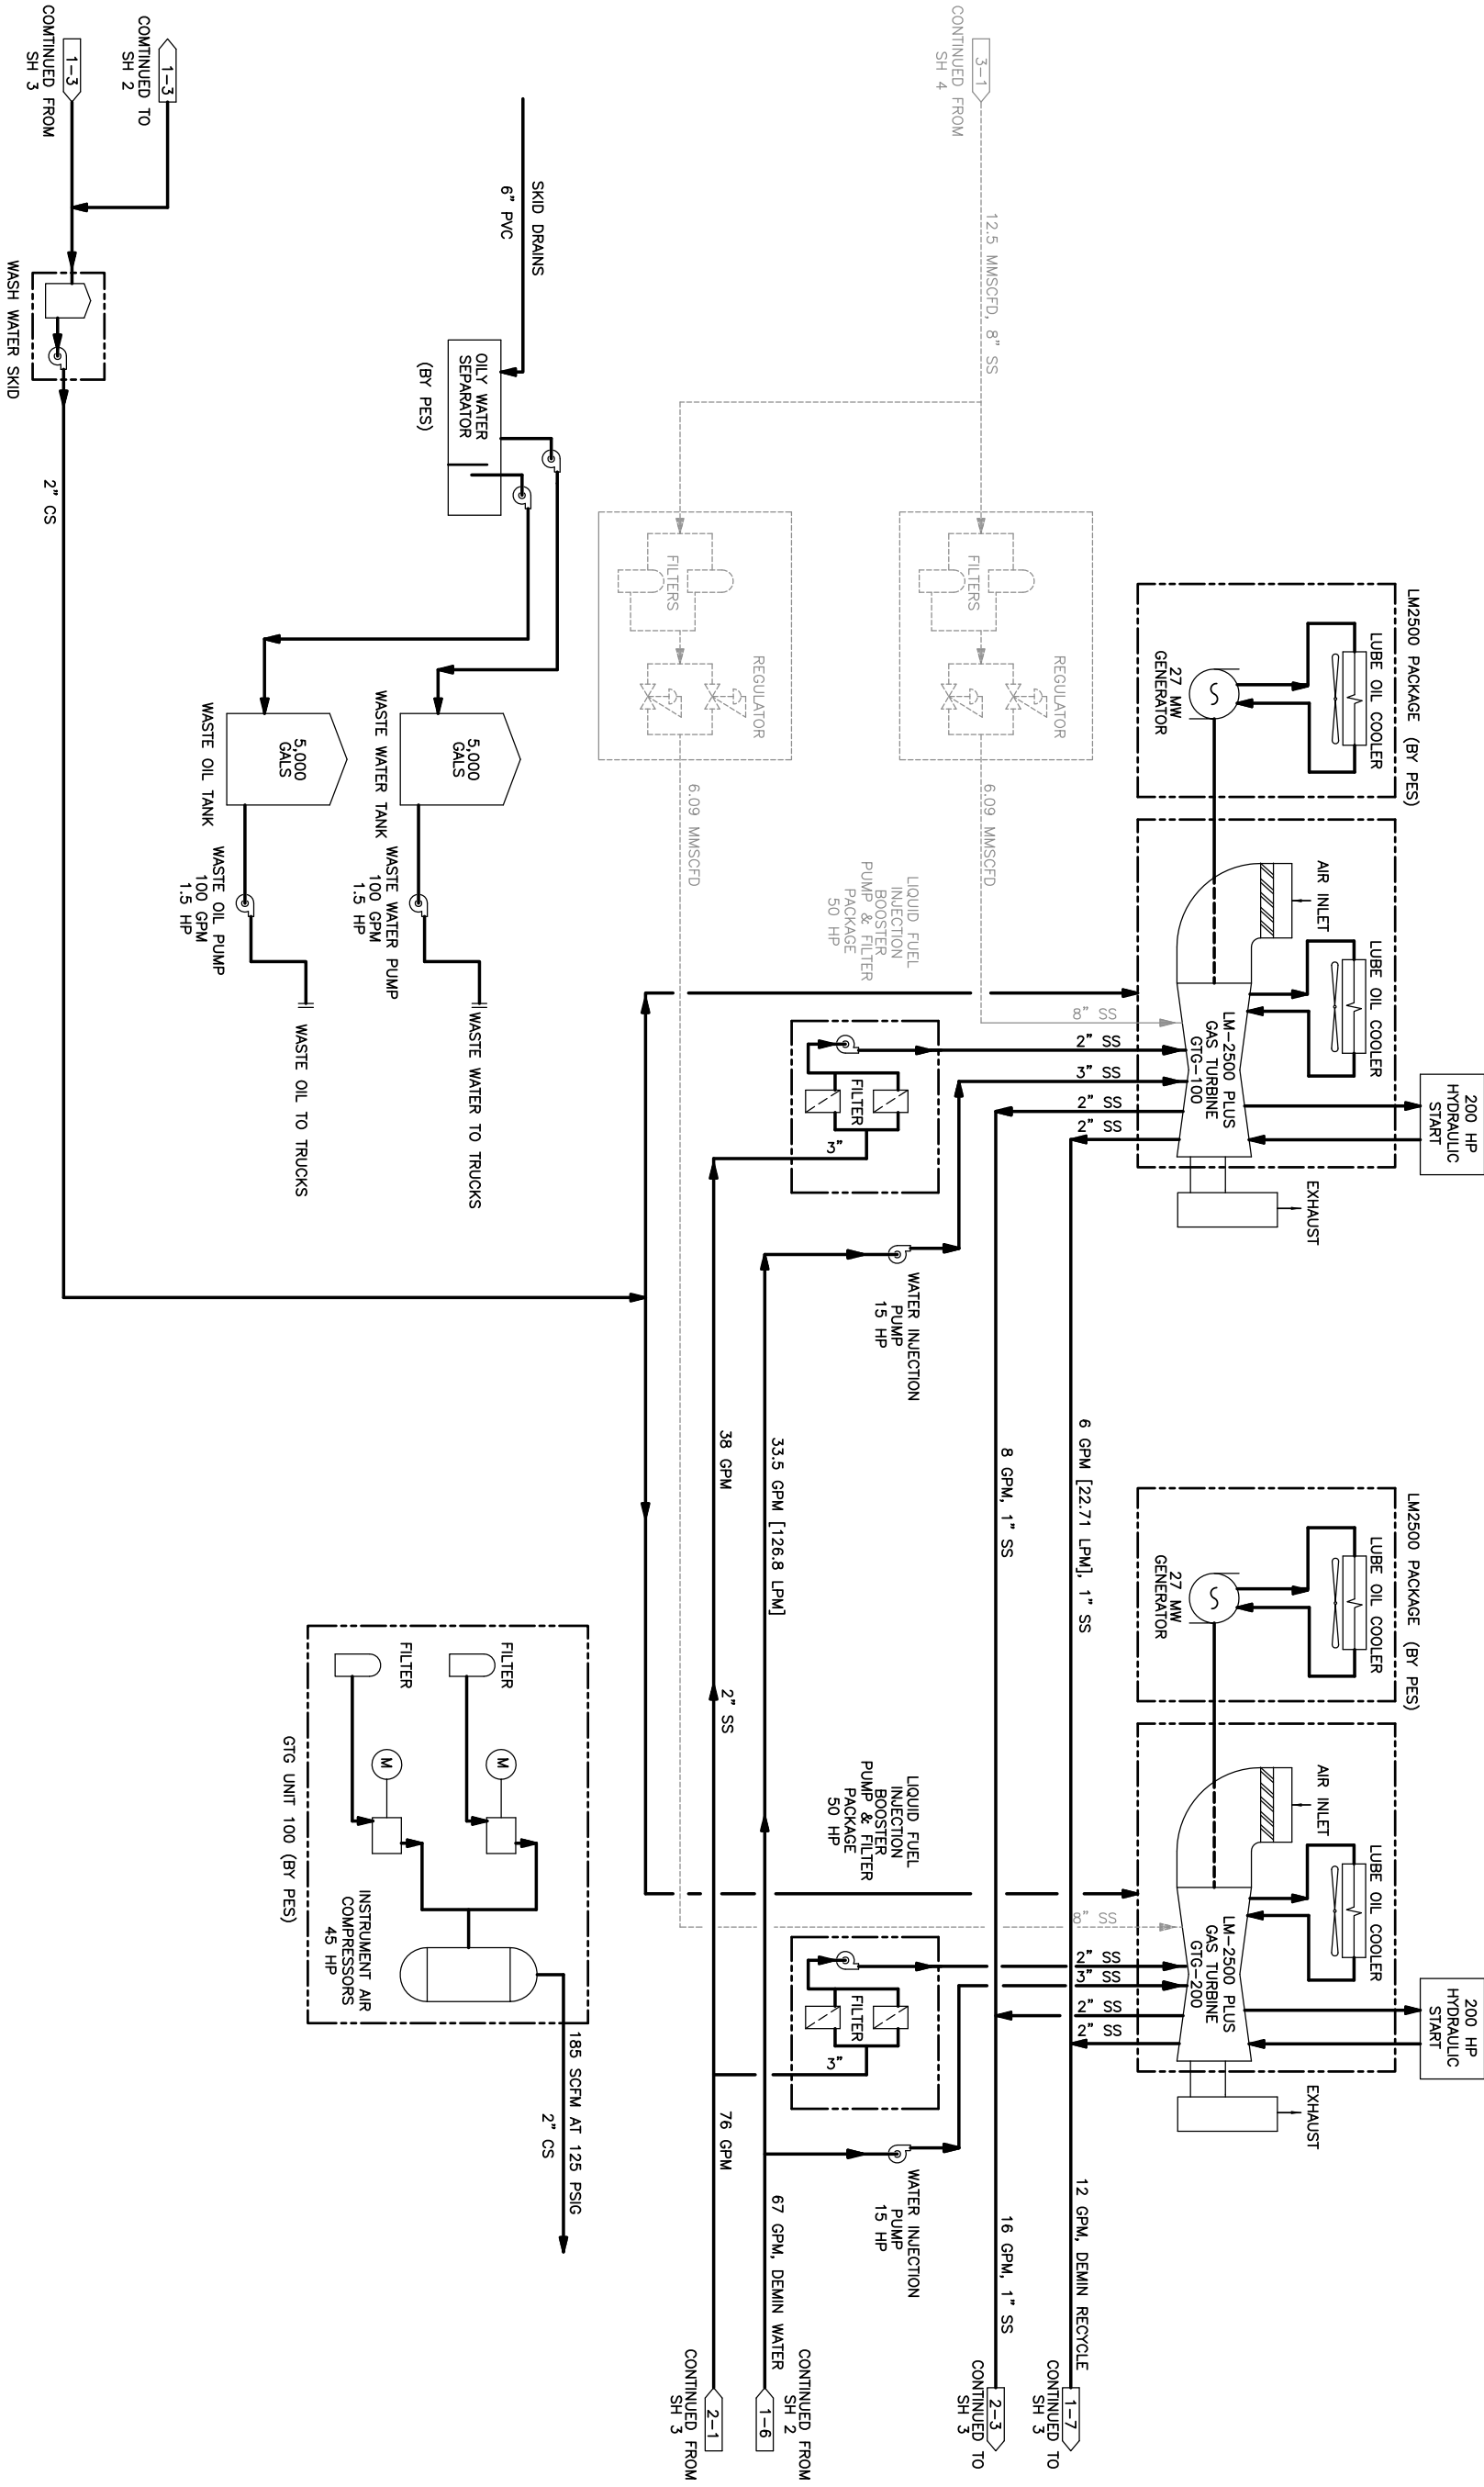 LM2500 PACKAGE (BY PES)
LUBE OIL COOLER
27 MW
GENERATOR
AIR INLET
LUBE OIL COOLER
LM-2500 PLUS
GAS TURBINE
GTG-100
200 HP
HYDRAULIC
START
EXHAUST
LM2500 PACKAGE (BY PES)
LUBE OIL COOLER
27 MW
GENERATOR
AIR INLET
LUBE OIL COOLER
LM-2500 PLUS
GAS TURBINE
GTG-200
200 HP
HYDRAULIC
START
EXHAUST
8" SS
2" SS
3" SS
2" SS
2" SS
8" SS
2" SS
3" SS
2" SS
2" SS
6 GPM [22.71 LPM], 1" SS
12 GPM, DEMIN RECYCLE
1-7
CONTINUED TO
SH 3
8 GPM, 1" SS
16 GPM, 1" SS
2-3
CONTINUED TO
SH 3
3-1
CONTINUED FROM
SH 4
12.5 MMSCFD, 8" SS
FILTERS
REGULATOR
6.09 MMSCFD
FILTERS
REGULATOR
6.09 MMSCFD
LIQUID FUEL
INJECTION
BOOSTER
PUMP & FILTER
PACKAGE
50 HP
FILTER
3"
WATER INJECTION
PUMP
15 HP
LIQUID FUEL
INJECTION
BOOSTER
PUMP & FILTER
PACKAGE
50 HP
FILTER
3"
WATER INJECTION
PUMP
15 HP
33.5 GPM [126.8 LPM]
67 GPM, DEMIN WATER
1-6
CONTINUED FROM
SH 2
38 GPM
2" SS
76 GPM
2-1
CONTINUED FROM
SH 3
SKID DRAINS
6" PVC
OILY WATER
SEPARATOR
(BY PES)
5,000
GALS
WASTE WATER TANK
WASTE WATER PUMP
100 GPM
1.5 HP
WASTE WATER TO TRUCKS
5,000
GALS
WASTE OIL TANK
WASTE OIL PUMP
100 GPM
1.5 HP
WASTE OIL TO TRUCKS
FILTER
M
FILTER
M
INSTRUMENT AIR
COMPRESSORS
45 HP
GTG UNIT 100 (BY PES)
185 SCFM AT 125 PSIG
2" CS
1-3
COMTINUED TO
SH 2
1-3
COMTINUED FROM
SH 3
WASH WATER SKID
2" CS